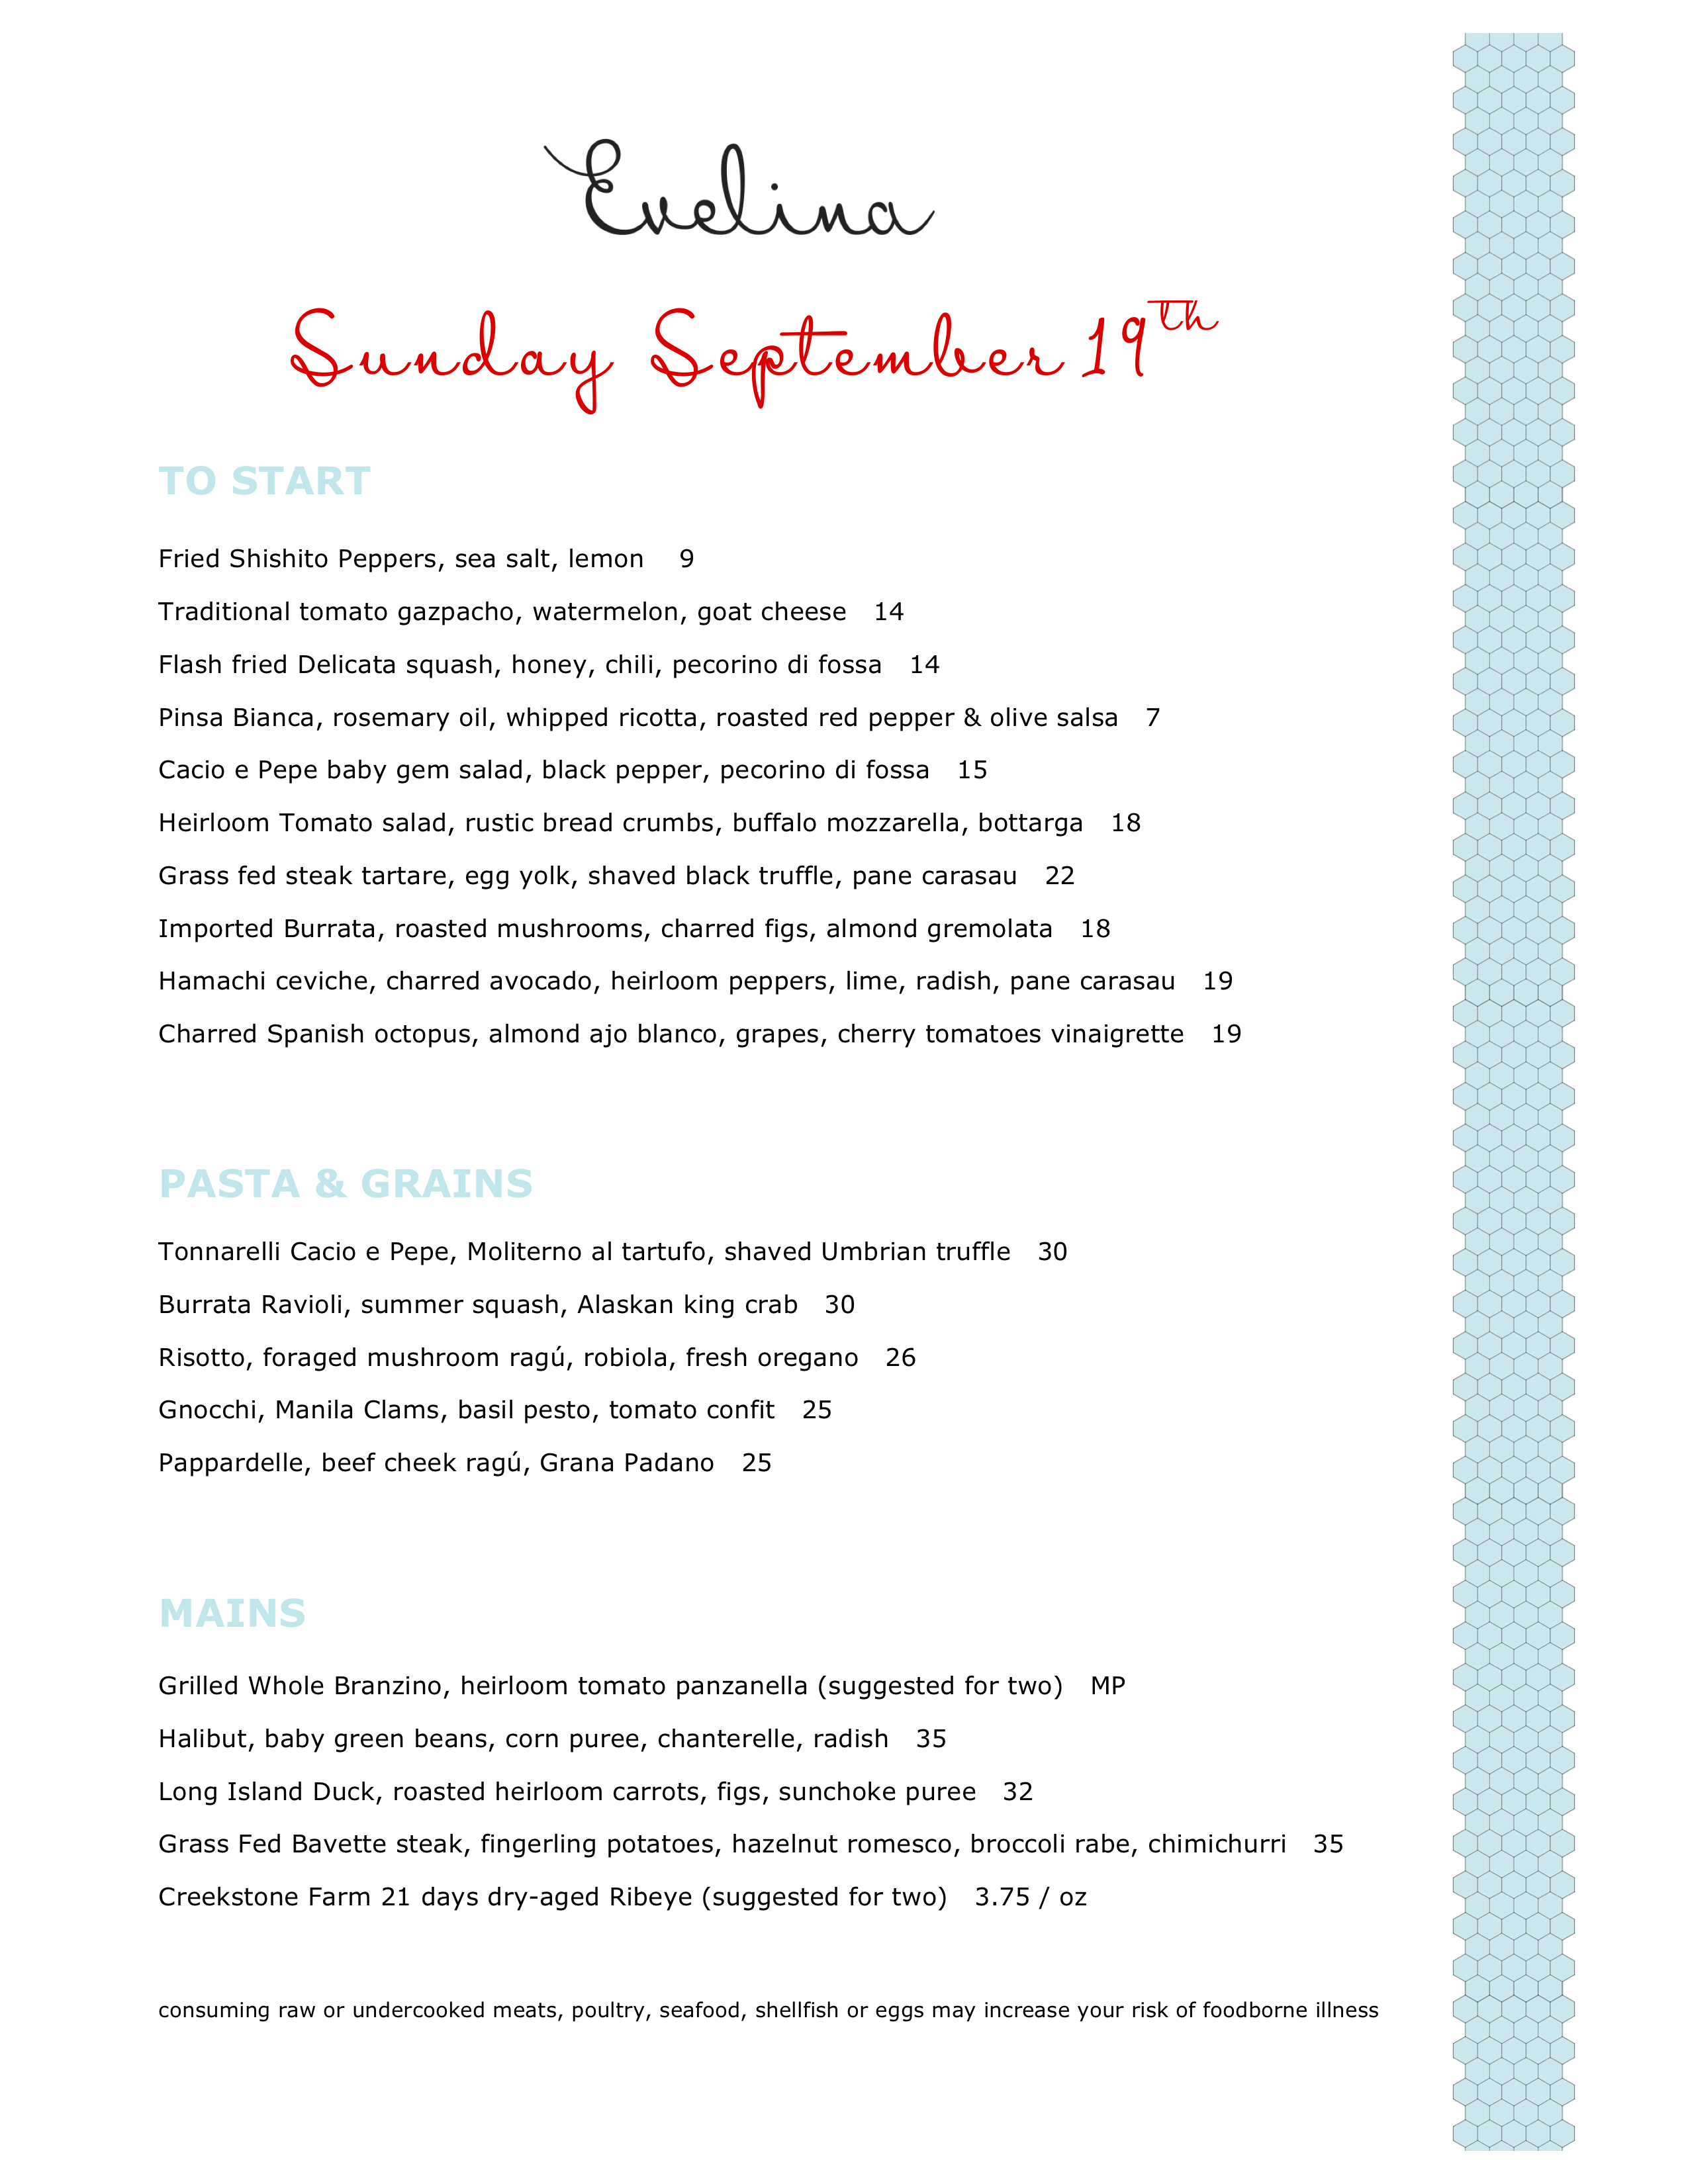 Evelina
Sunday September 19th
TO START
Fried Shishito Peppers, sea salt, lemon 9
Traditional tomato gazpacho, watermelon, goat cheese 14
Flash fried Delicata squash, honey, chili, pecorino di fossa 14
Pinsa Bianca, rosemary oil, whipped ricotta, roasted red pepper & olive salsa 7
Cacio e Pepe baby gem salad, black pepper, pecorino di fossa 15
Heirloom Tomato salad, rustic bread crumbs, buffalo mozzarella, bottarga 18
Grass fed steak tartare, egg yolk, shaved black truffle, pane carasau 22
Imported Burrata, roasted mushrooms, charred figs, almond gremolata 18
Hamachi ceviche, charred avocado, heirloom peppers, lime, radish, pane carasau 19
Charred Spanish octopus, almond ajo blanco, grapes, cherry tomatoes vinaigrette 19
PASTA & GRAINS
Tonnarelli Cacio e Pepe, Moliterno al tartufo, shaved Umbrian truffle 30
Burrata Ravioli, summer squash, Alaskan king crab 30
Risotto, foraged mushroom ragú, robiola, fresh oregano 26
Gnocchi, Manila Clams, basil pesto, tomato confit 25
Pappardelle, beef cheek ragú, Grana Padano 25
MAINS
Grilled Whole Branzino, heirloom tomato panzanella (suggested for two) MP
Halibut, baby green beans, corn puree, chanterelle, radish 35
Long Island Duck, roasted heirloom carrots, figs, sunchoke puree 32
Grass Fed Bavette steak, fingerling potatoes, hazelnut romesco, broccoli rabe, chimichurri 35
Creekstone Farm 21 days dry-aged Ribeye (suggested for two) 3.75 / oz
consuming raw or undercooked meats, poultry, seafood, shellfish or eggs may increase your risk of foodborne illness